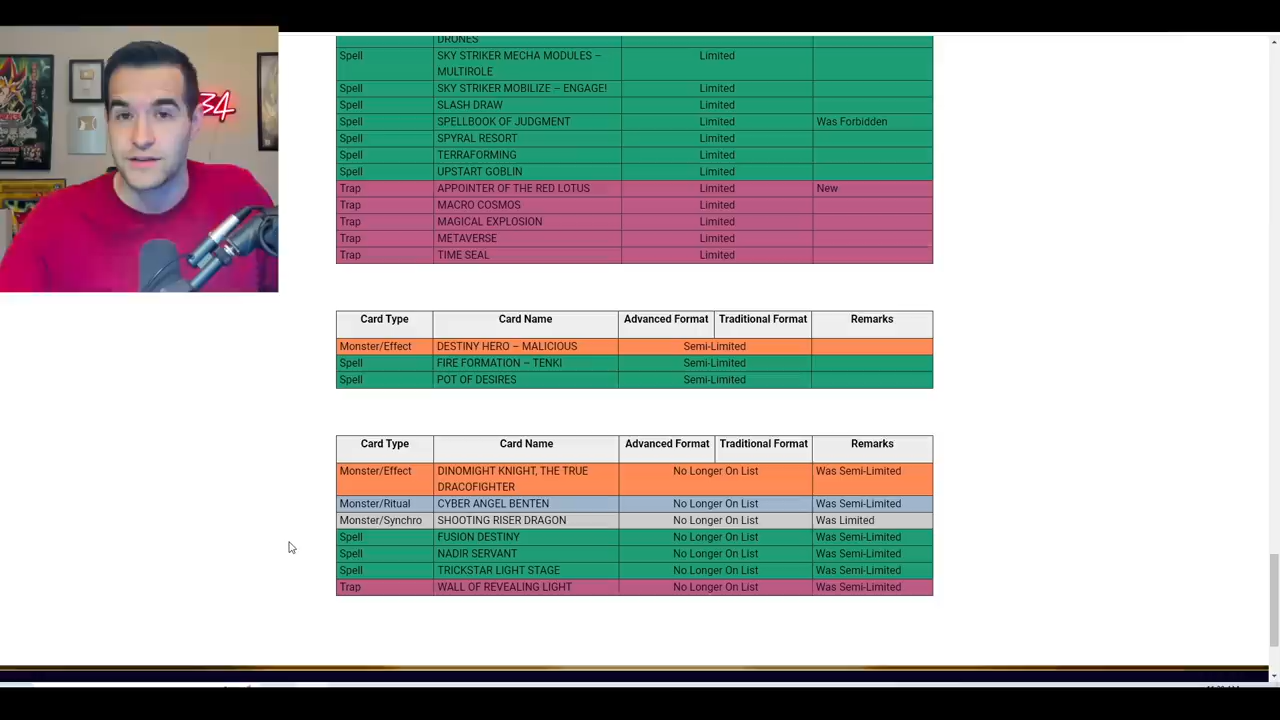 DRONES
Spell SKY STRIKER MECHA MODULES – Limited
MULTIROLE
Spell SKY STRIKER MOBILIZE – ENGAGE! Limited
Spell SLASH DRAW Limited
Spell SPELLBOOK OF JUDGMENT Limited Was Forbidden
Spell SPYRAL RESORT Limited
Spell TERRAFORMING Limited
Spell UPSTART GOBLIN Limited
Trap APPOINTER OF THE RED LOTUS Limited New
Trap MACRO COSMOS Limited
Trap MAGICAL EXPLOSION Limited
Trap METAVERSE Limited
Trap TIME SEAL Limited
34
Card Type Card Name Advanced Format Traditional Format Remarks
Monster/Effect DESTINY HERO – MALICIOUS Semi-Limited
Spell FIRE FORMATION – TENKI Semi-Limited
Spell POT OF DESIRES Semi-Limited
Card Type Card Name Advanced Format Traditional Format Remarks
Monster/Effect DINOMIGHT KNIGHT, THE TRUE No Longer On List Was Semi-Limited
DRACOFIGHTER
Monster/Ritual CYBER ANGEL BENTEN No Longer On List Was Semi-Limited
Monster/Synchro SHOOTING RISER DRAGON No Longer On List Was Limited
Spell FUSION DESTINY No Longer On List Was Semi-Limited
Spell NADIR SERVANT No Longer On List Was Semi-Limited
Spell TRICKSTAR LIGHT STAGE No Longer On List Was Semi-Limited
Trap WALL OF REVEALING LIGHT No Longer On List Was Semi-Limited